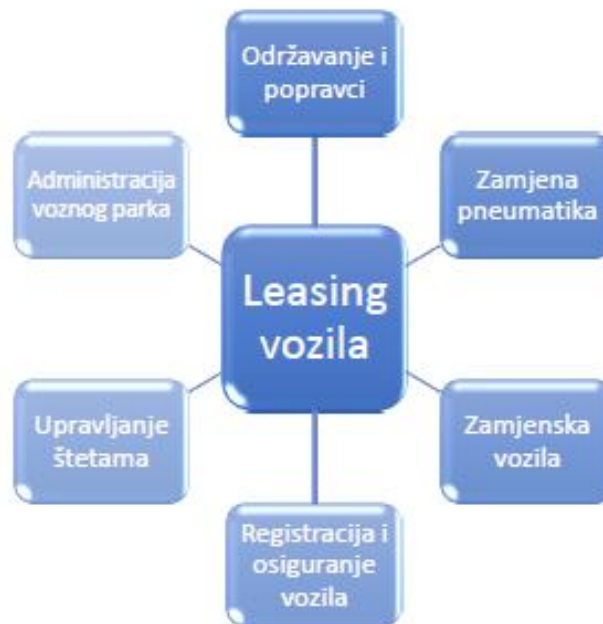 Održavanje i
popravci
Administracija
voznog parka
Zamjena
pneumatika
Leasing
vozila
Upravljanje
štetama
Zamjenska
vozila
Registracija i
osiguranje
vozila